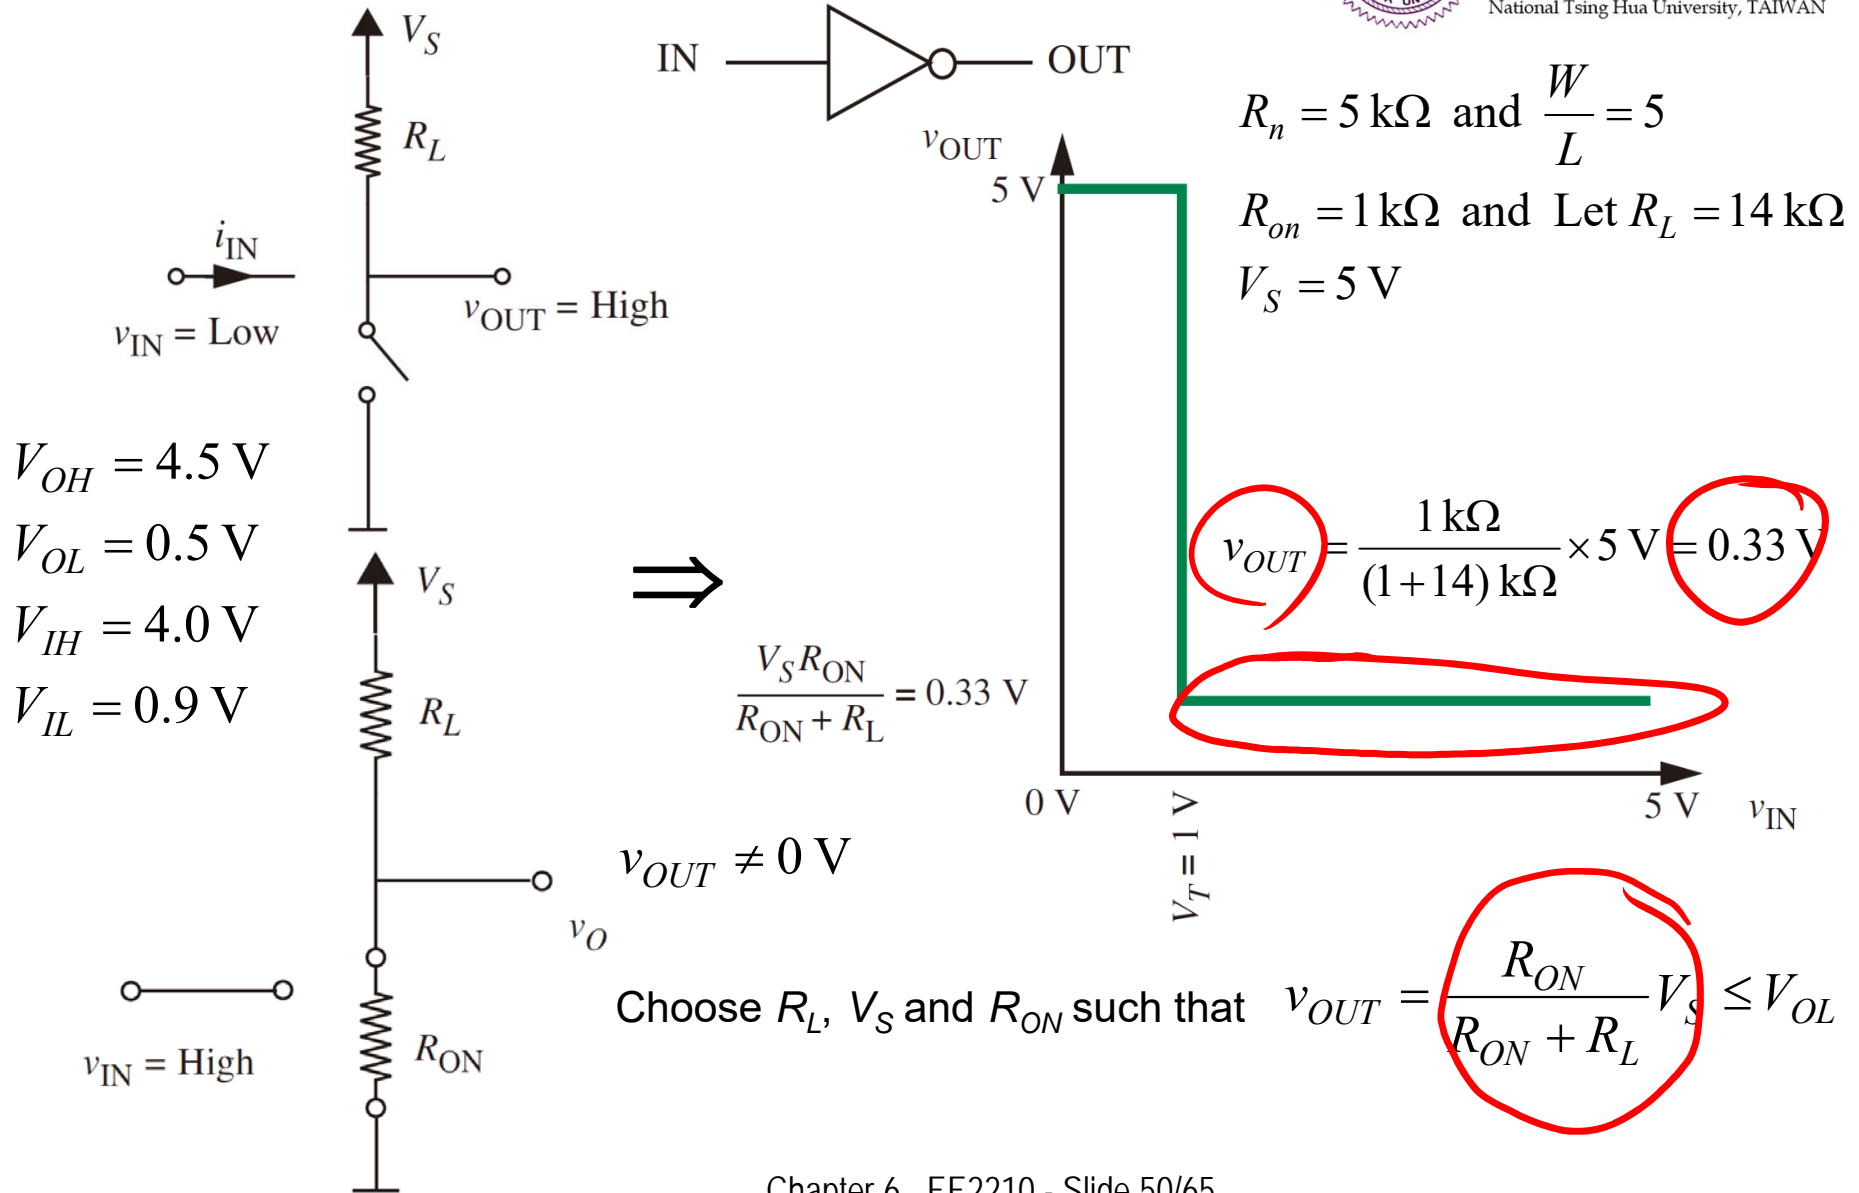 National Tsing Hua University, TAIWAN
V_S
IN
OUT
R_n = 5 kΩ and W/L = 5
R_L
v_OUT
5 V
R_on = 1 kΩ and Let R_L = 14 kΩ
V_S = 5 V
i_IN
v_IN = Low
v_OUT = High
V_OH = 4.5 V
V_OL = 0.5 V
V_IH = 4.0 V
V_IL = 0.9 V
V_S
R_L
v_OUT = 1 kΩ / (1+14) kΩ × 5 V = 0.33 V
V_S R_ON / R_ON + R_L = 0.33 V
0 V
V_T = 1 V
5 V
v_IN
v_OUT ≠ 0 V
v_O
Choose R_L, V_S and R_ON such that v_OUT = R_ON / R_ON + R_L V_S ≤ V_OL
v_IN = High
R_ON
Chapter 6, EE2210 - Slide 50/65